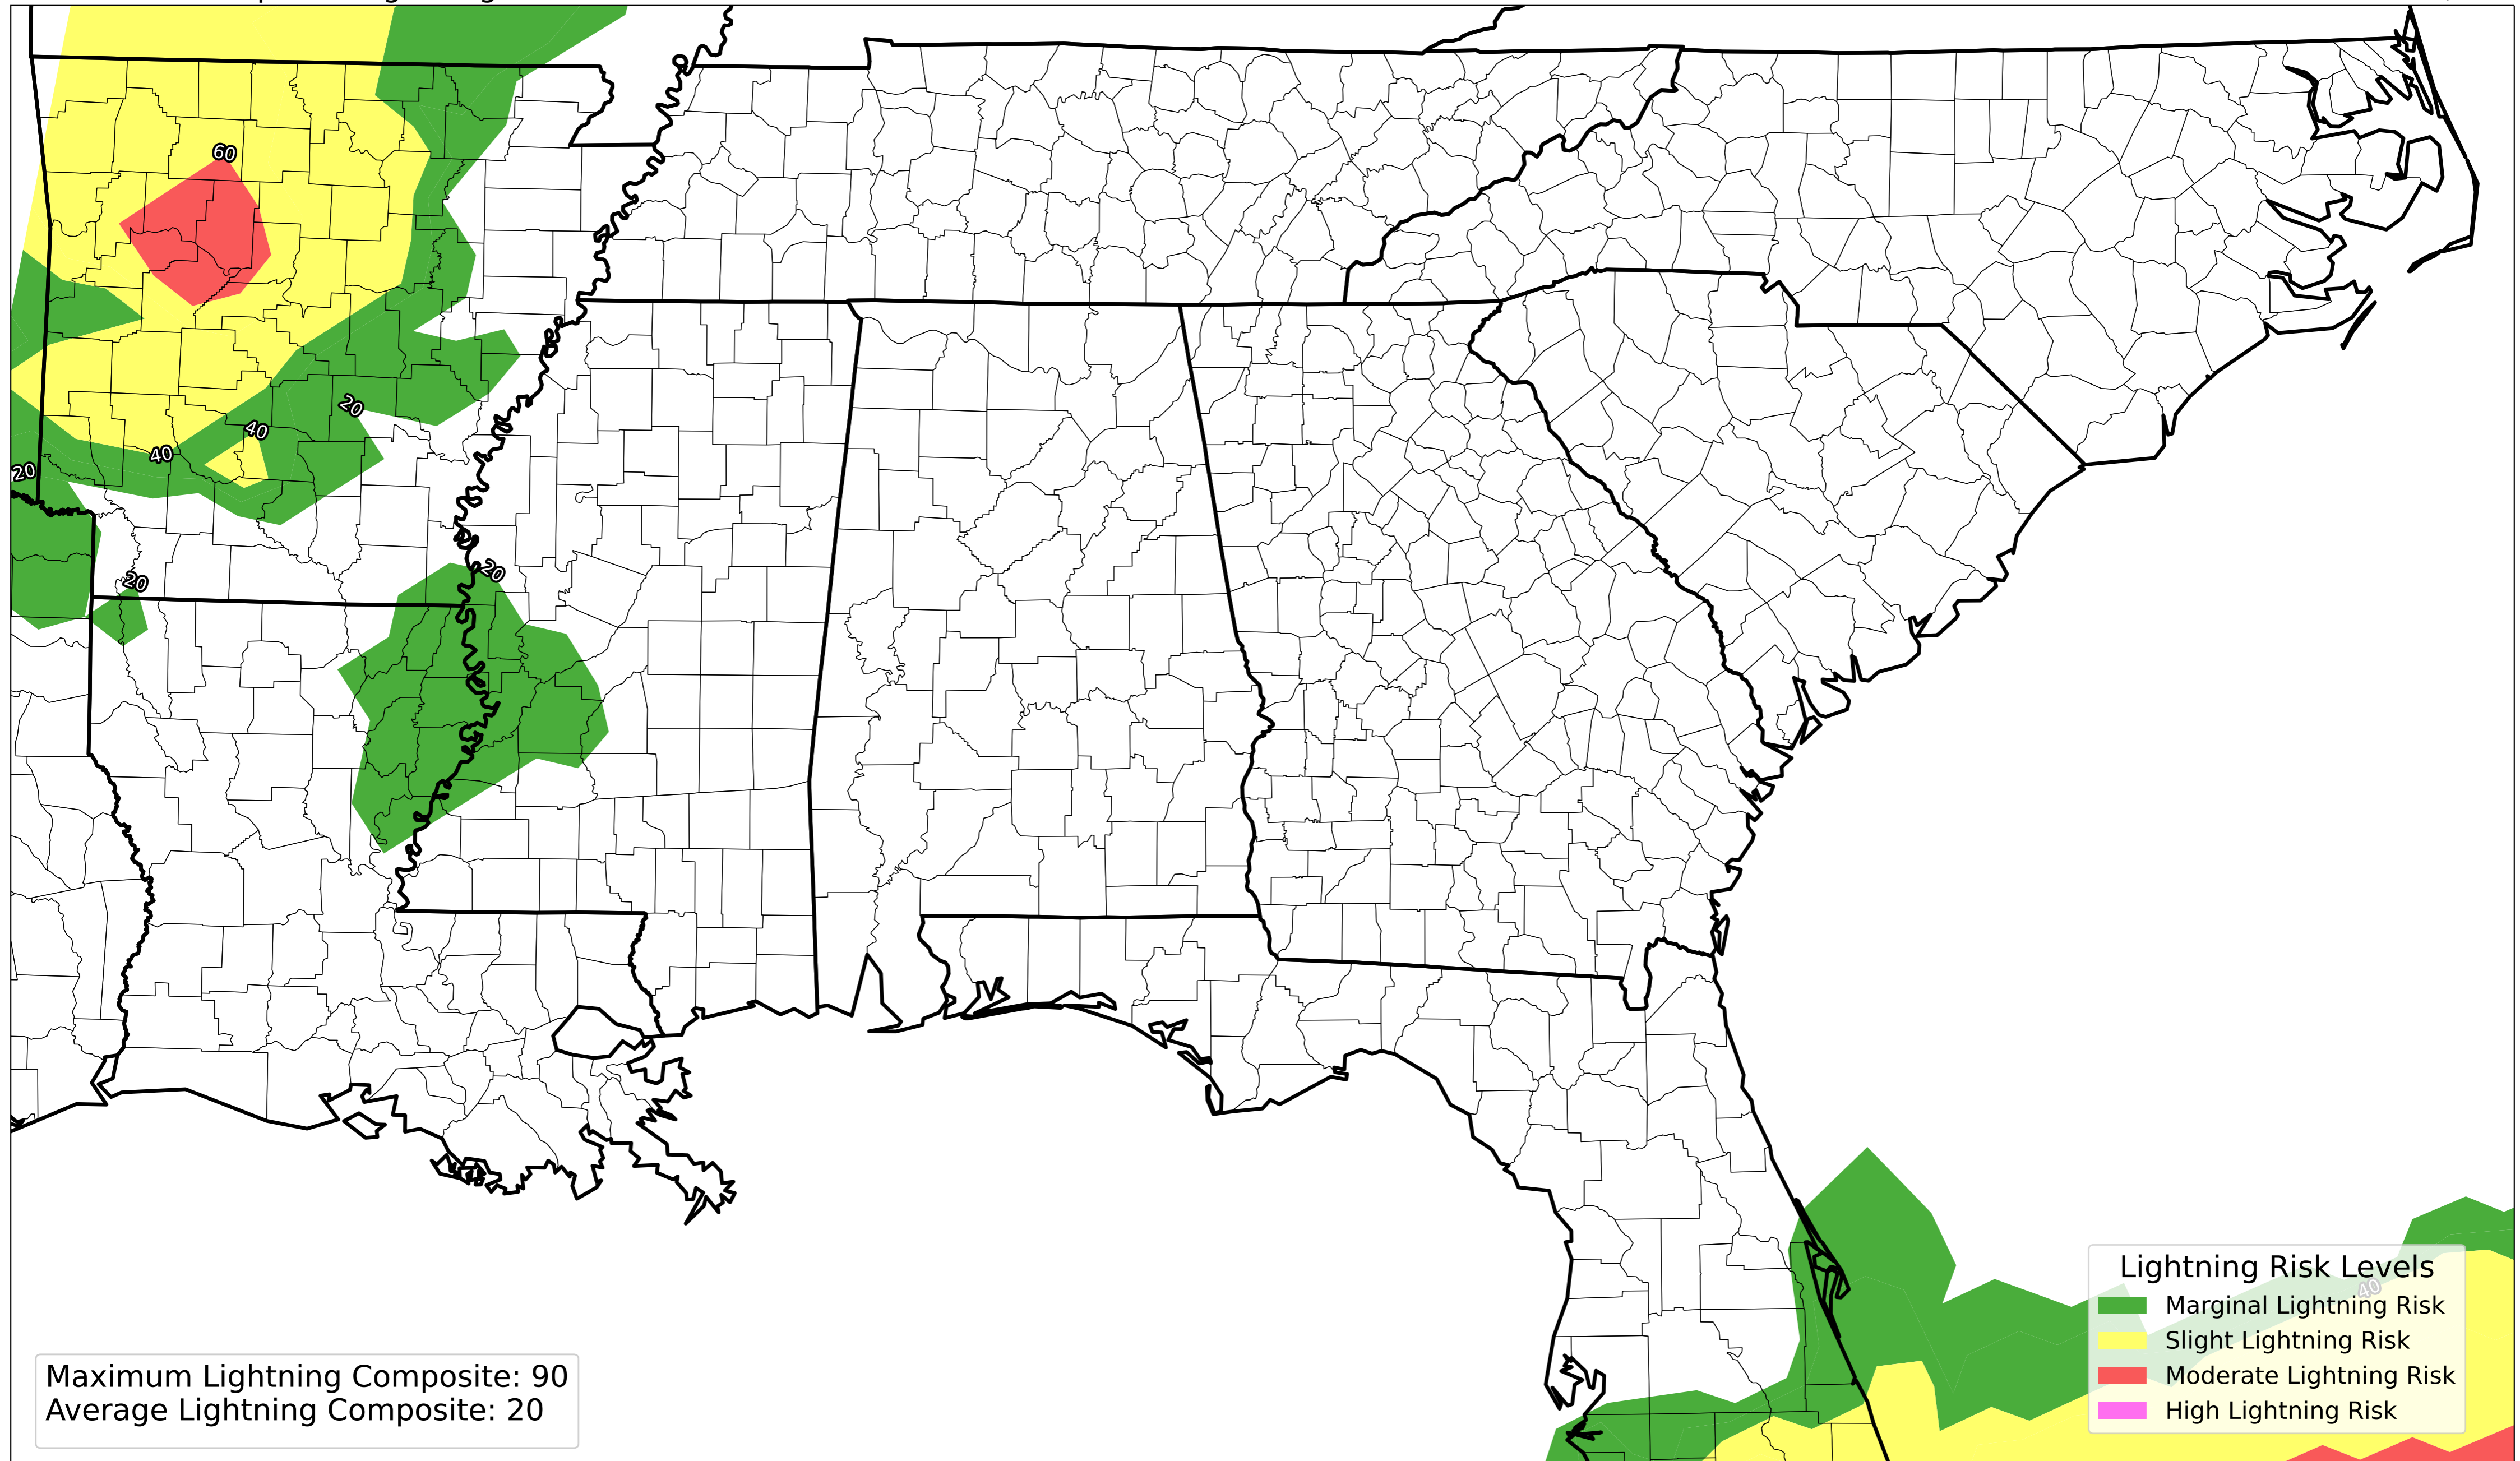 60
20
40
40
20
20
20
40
Lightning Risk Levels
Marginal Lightning Risk
Slight Lightning Risk
Moderate Lightning Risk
High Lightning Risk
Maximum Lightning Composite: 90
Average Lightning Composite: 20